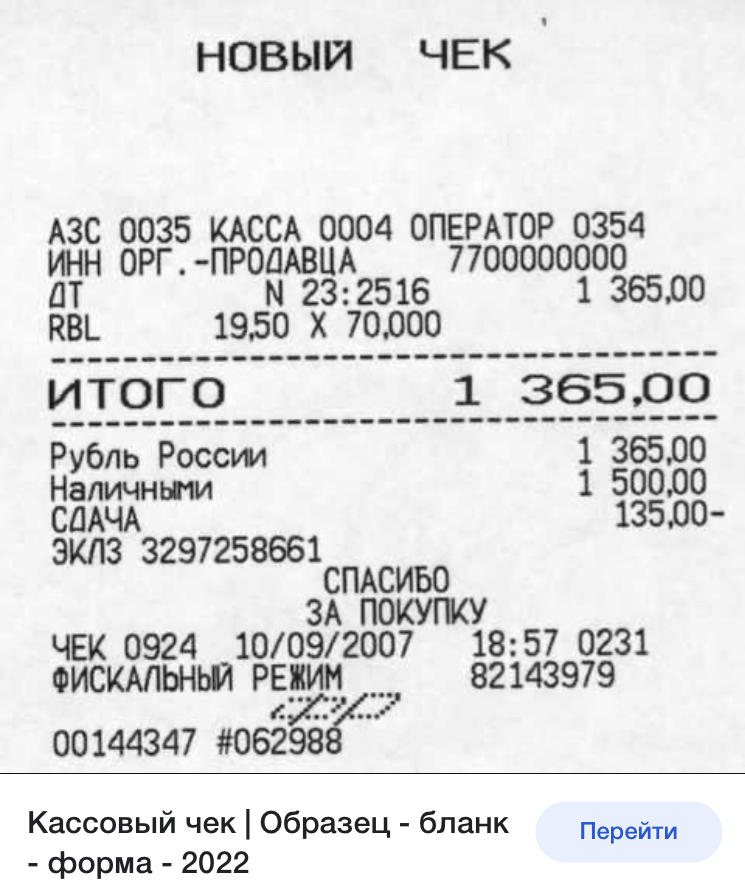 НОВЫЙ ЧЕК
АЗС 0035 КАССА 0004 ОПЕРАТОР 0354
ИНН ОРГ.-ПРОДАВЦА 7700000000
ДТ N 23:2516 1 365,00
RBL 19,50 X 70,000
ИТОГО 1 365,00
Рубль России 1 365,00
Наличными 1 500,00
СДАЧА 135,00-
ЭКЛЗ 3297258661
СПАСИБО
ЗА ПОКУПКУ
ЧЕК 0924 10/09/2007 18:57 0231
ФИСКАЛЬНЫЙ РЕЖИМ 82143979
00144347 #062988
Кассовый чек | Образец - бланк
- форма - 2022
Перейти